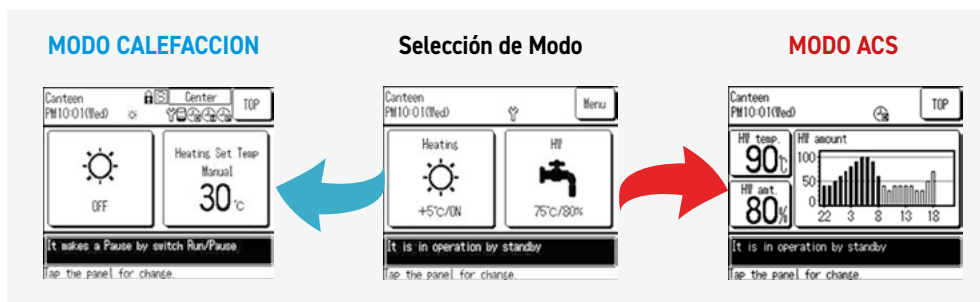 MODO CALEFACCION
Selección de Modo
MODO ACS
Canteen
Center
TOP
PM10:01(Wed)
OFF
Heating Set Temp
Manual
30°C
It makes a Pause by switch Run/Pause
Tap the panel for change.
Canteen
Menu
PM10:01(Wed)
Heating
+5°C/ON
HW
75°C/80%
It is in operation by standby
Tap the panel for change.
Canteen
TOP
PM10:01(Wed)
HW temp.
90°C
HW amt.
80%
HW amount
100
50
0
22 3 8 13 18
It is in operation by standby
Tap the panel for change.